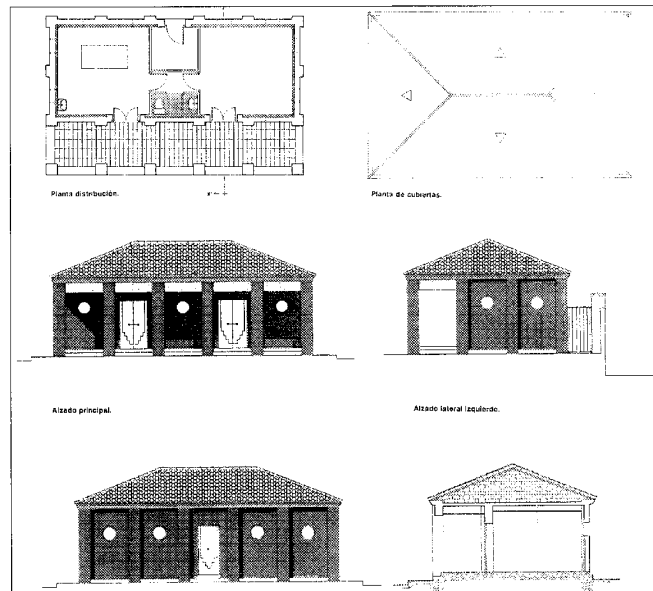 Planta distribución.
Planta de cubiertas.
Alzado principal.
Alzado lateral izquierdo.